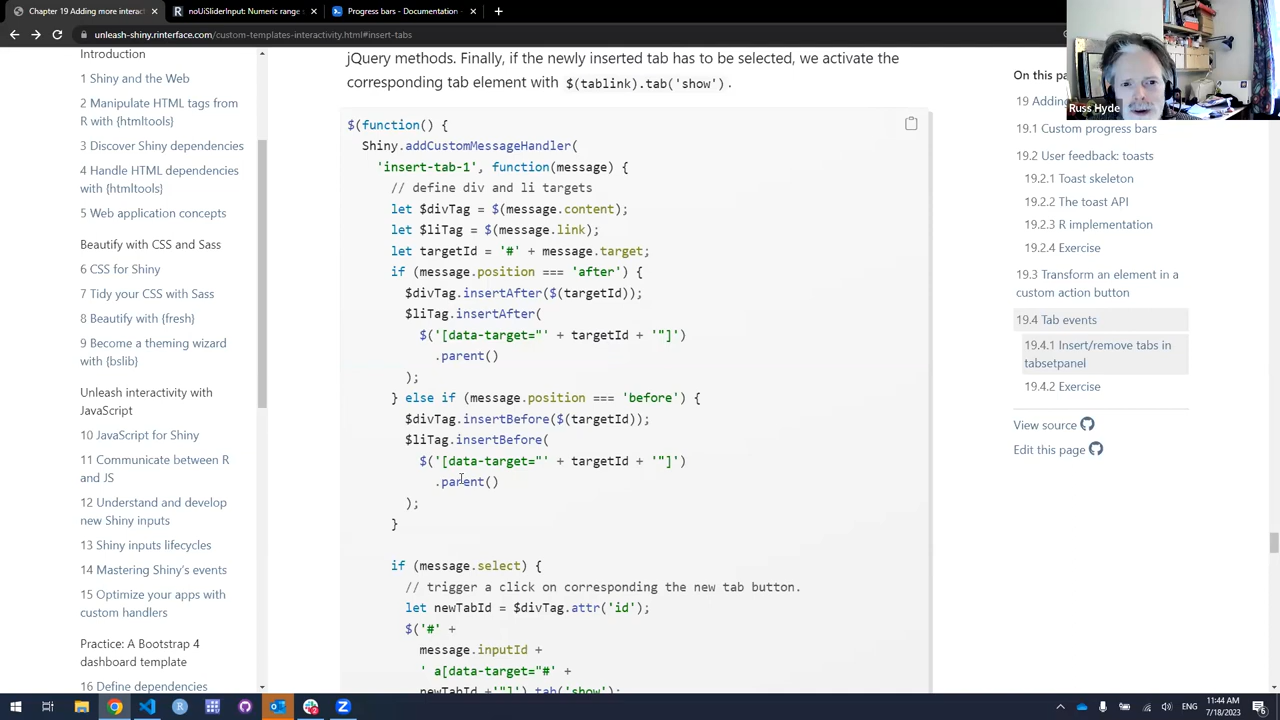 Chapter 19 Adding more interact
noUiSliderInput: Numeric range s
Progress bars - Documentation
unleash-shiny.rinterface.com/custom-templates-interactivity.html#insert-tabs
Russ Hyde
Introduction
1 Shiny and the Web
2 Manipulate HTML tags from
R with {htmltools}
3 Discover Shiny dependencies
4 Handle HTML dependencies
with {htmltools}
5 Web application concepts
Beautify with CSS and Sass
6 CSS for Shiny
7 Tidy your CSS with Sass
8 Beautify with {fresh}
9 Become a theming wizard
with {bslib}
Unleash interactivity with
JavaScript
10 JavaScript for Shiny
11 Communicate between R
and JS
12 Understand and develop
new Shiny inputs
13 Shiny inputs lifecycles
14 Mastering Shiny's events
15 Optimize your apps with
custom handlers
Practice: A Bootstrap 4
dashboard template
16 Define dependencies
jQuery methods. Finally, if the newly inserted tab has to be selected, we activate the
corresponding tab element with $(tablink).tab('show').
$(function() {
Shiny.addCustomMessageHandler(
'insert-tab-1', function(message) {
// define div and li targets
let $divTag = $(message.content);
let $liTag = $(message.link);
let targetId = '#' + message.target;
if (message.position === 'after') {
$divTag.insertAfter($(targetId));
$liTag.insertAfter(
$('[data-target="' + targetId + '"]')
.parent()
);
} else if (message.position === 'before') {
$divTag.insertBefore($(targetId));
$liTag.insertBefore(
$('[data-target="' + targetId + '"]')
.parent()
);
}
if (message.select) {
// trigger a click on corresponding the new tab button.
let newTabId = $divTag.attr('id');
$('#' +
message.inputId +
' a[data-target="#' +
newTabId +'"]').tab('show');
On this pa
19 Adding
19.1 Custom progress bars
19.2 User feedback: toasts
19.2.1 Toast skeleton
19.2.2 The toast API
19.2.3 R implementation
19.2.4 Exercise
19.3 Transform an element in a
custom action button
19.4 Tab events
19.4.1 Insert/remove tabs in
tabsetpanel
19.4.2 Exercise
View source
Edit this page
ENG
11:44 AM
7/18/2023